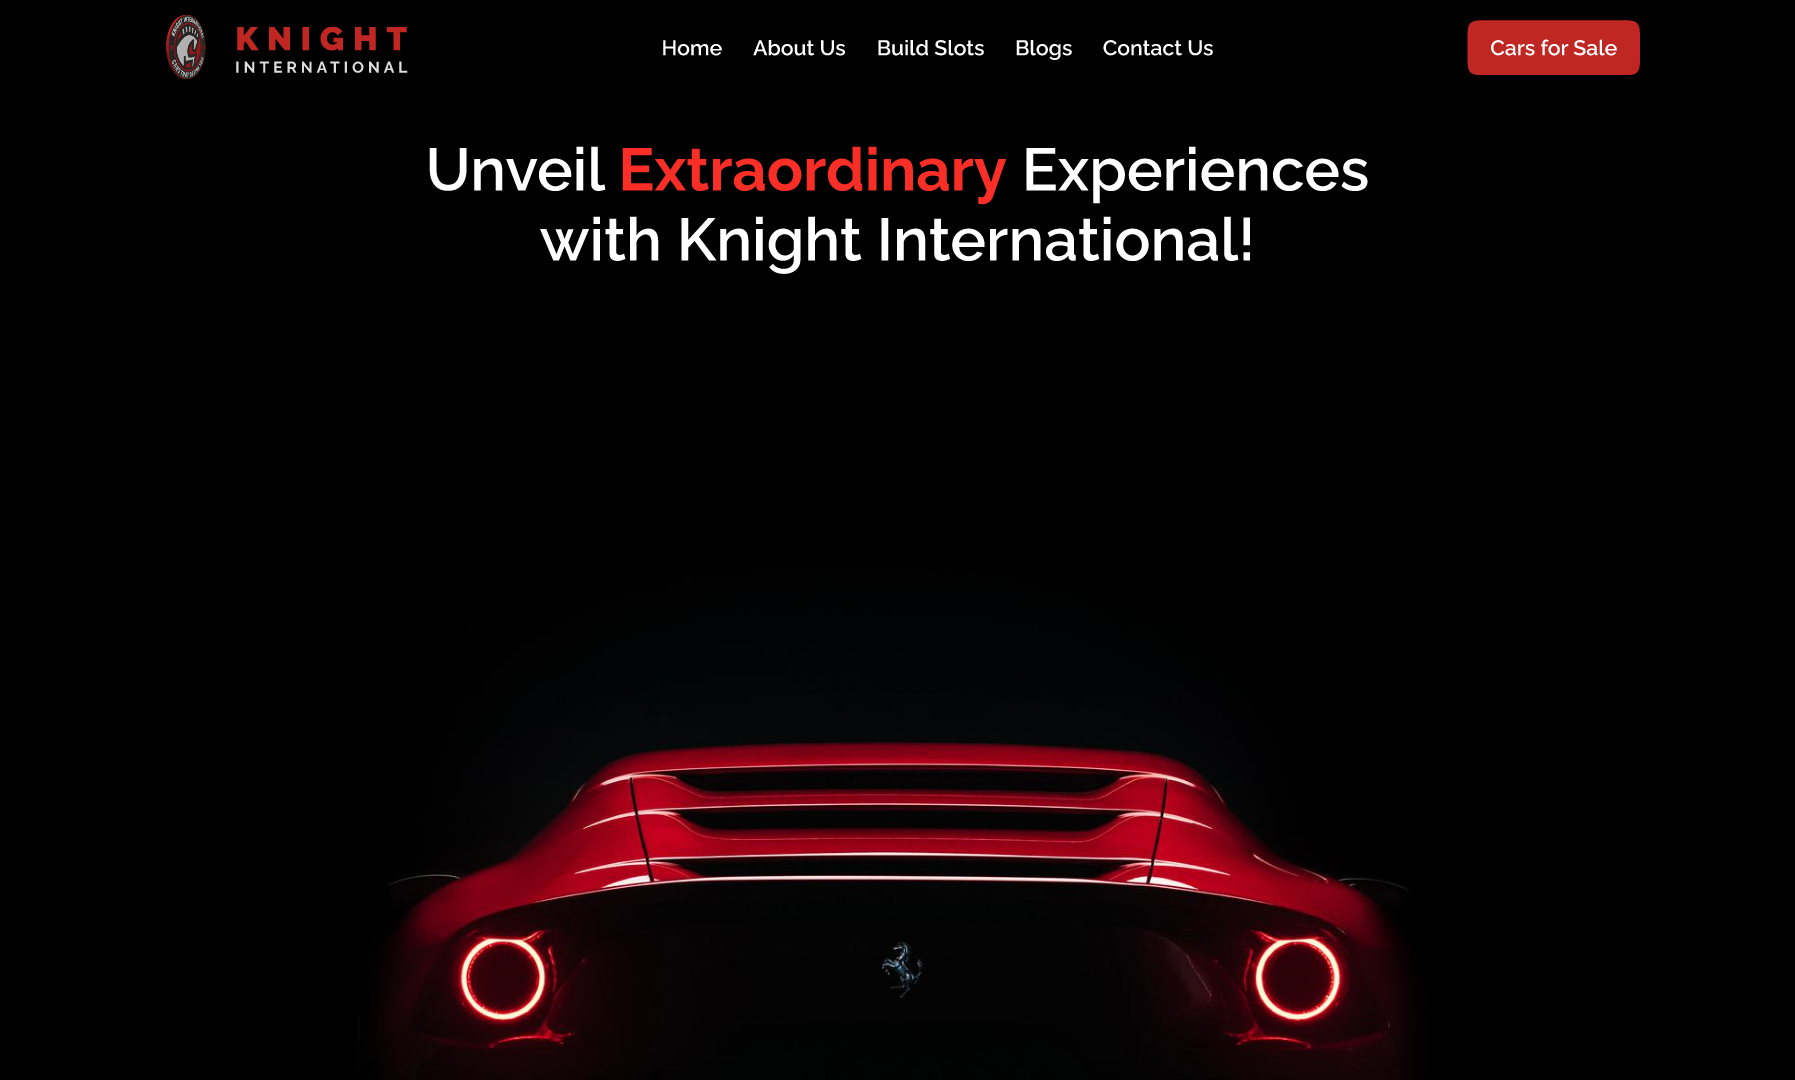 KNIGHT
INTERNATIONAL
Home
About Us
Build Slots
Blogs
Contact Us
Cars for Sale
Unveil Extraordinary Experiences
with Knight International!